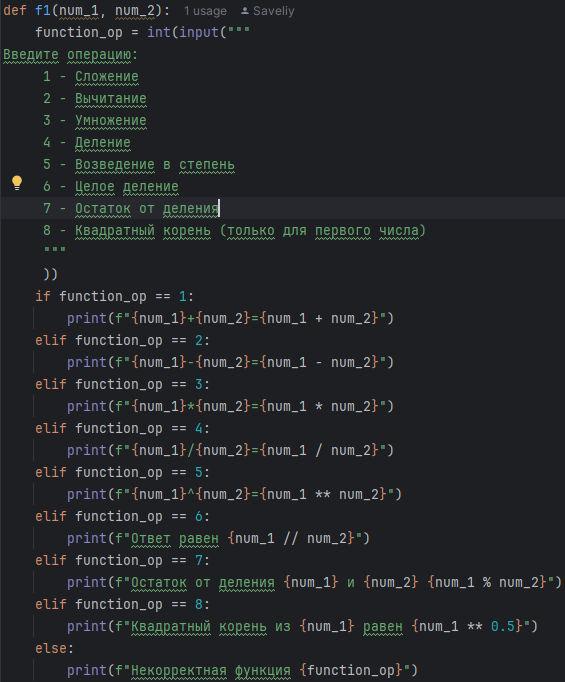 def f1(num_1, num_2): 1 usage Saveliy
    function_op = int(input("""
Введите операцию:
     1 - Сложение
     2 - Вычитание
     3 - Умножение
     4 - Деление
     5 - Возведение в степень
     6 - Целое деление
     7 - Остаток от деления
     8 - Квадратный корень (только для первого числа)
     """
     ))
    if function_op == 1:
        print(f"{num_1}+{num_2}={num_1 + num_2}")
    elif function_op == 2:
        print(f"{num_1}-{num_2}={num_1 - num_2}")
    elif function_op == 3:
        print(f"{num_1}*{num_2}={num_1 * num_2}")
    elif function_op == 4:
        print(f"{num_1}/{num_2}={num_1 / num_2}")
    elif function_op == 5:
        print(f"{num_1}^{num_2}={num_1 ** num_2}")
    elif function_op == 6:
        print(f"Ответ равен {num_1 // num_2}")
    elif function_op == 7:
        print(f"Остаток от деления {num_1} и {num_2} {num_1 % num_2}")
    elif function_op == 8:
        print(f"Квадратный корень из {num_1} равен {num_1 ** 0.5}")
    else:
        print(f"Некорректная функция {function_op}")